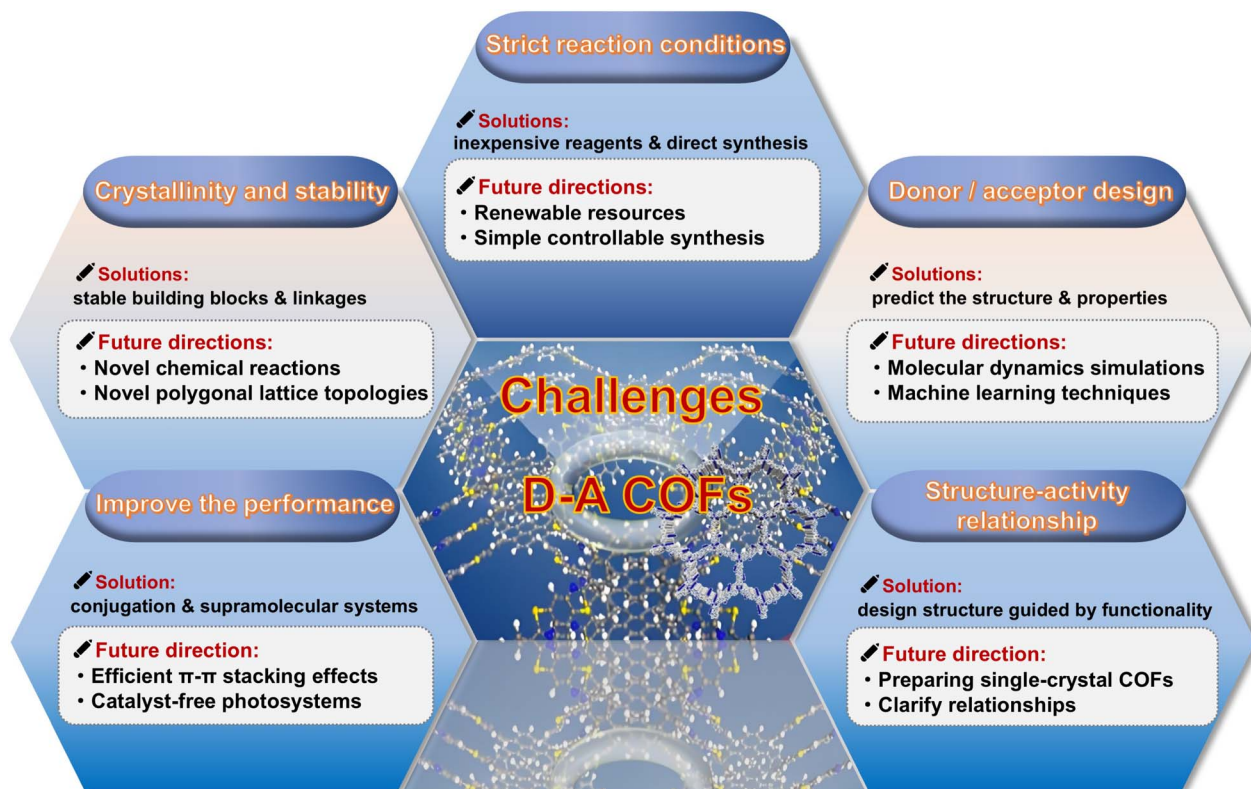 Strict reaction conditions
Solutions:
inexpensive reagents & direct synthesis
Future directions:
• Renewable resources
• Simple controllable synthesis
Crystallinity and stability
Solutions:
stable building blocks & linkages
Future directions:
• Novel chemical reactions
• Novel polygonal lattice topologies
Donor / acceptor design
Solutions:
predict the structure & properties
Future directions:
• Molecular dynamics simulations
• Machine learning techniques
Challenges
D-A COFs
Improve the performance
Solution:
conjugation & supramolecular systems
Future direction:
• Efficient π-π stacking effects
• Catalyst-free photosystems
Structure-activity
relationship
Solution:
design structure guided by functionality
Future direction:
• Preparing single-crystal COFs
• Clarify relationships